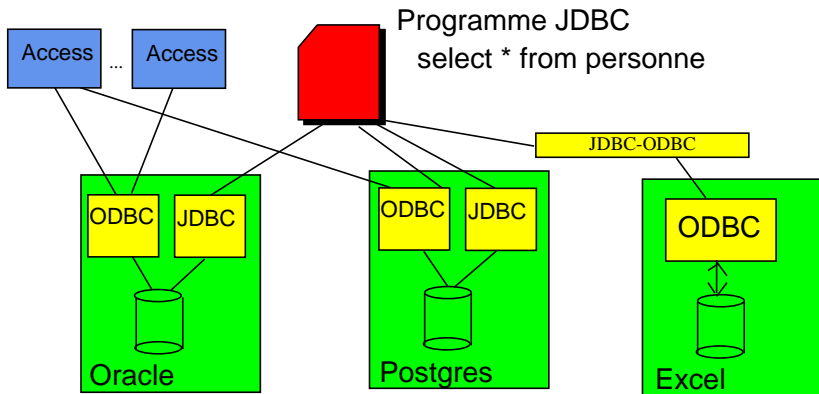 Programme JDBC
select * from personne
Access ... Access
JDBC-ODBC
ODBC JDBC
ODBC JDBC
ODBC
Oracle
Postgres
Excel